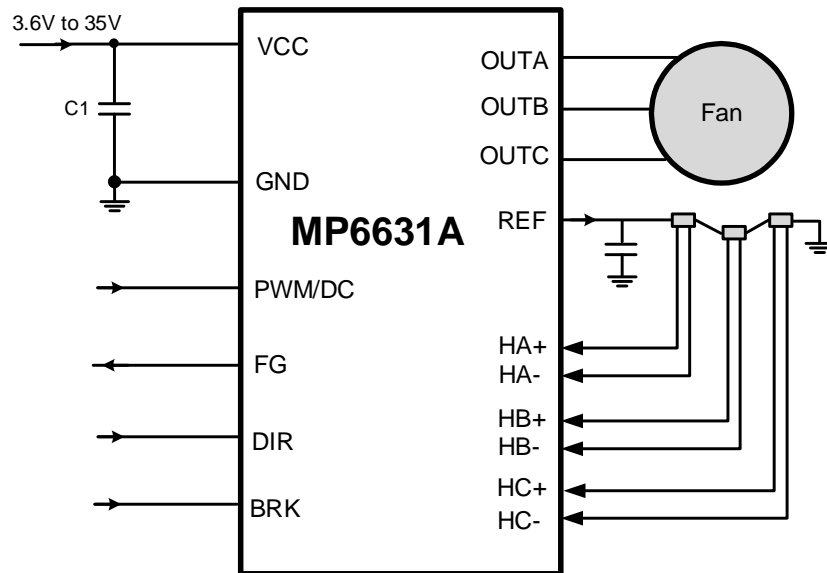 3.6V to 35V
VCC
C1
GND
MP6631A
PWM/DC
FG
DIR
BRK
OUTA
OUTB
OUTC
Fan
REF
HA+
HA-
HB+
HB-
HC+
HC-